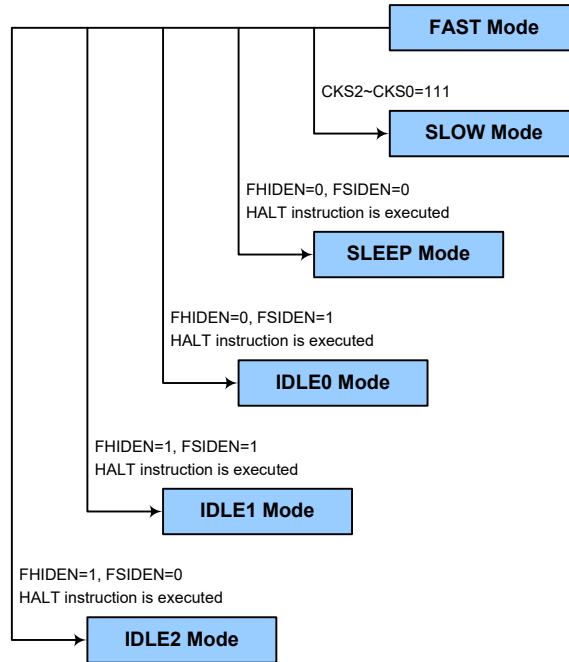 FAST Mode
CKS2~CKS0=111
SLOW Mode
FHIDEN=0, FSIDEN=0
HALT instruction is executed
SLEEP Mode
FHIDEN=0, FSIDEN=1
HALT instruction is executed
IDLE0 Mode
FHIDEN=1, FSIDEN=1
HALT instruction is executed
IDLE1 Mode
FHIDEN=1, FSIDEN=0
HALT instruction is executed
IDLE2 Mode